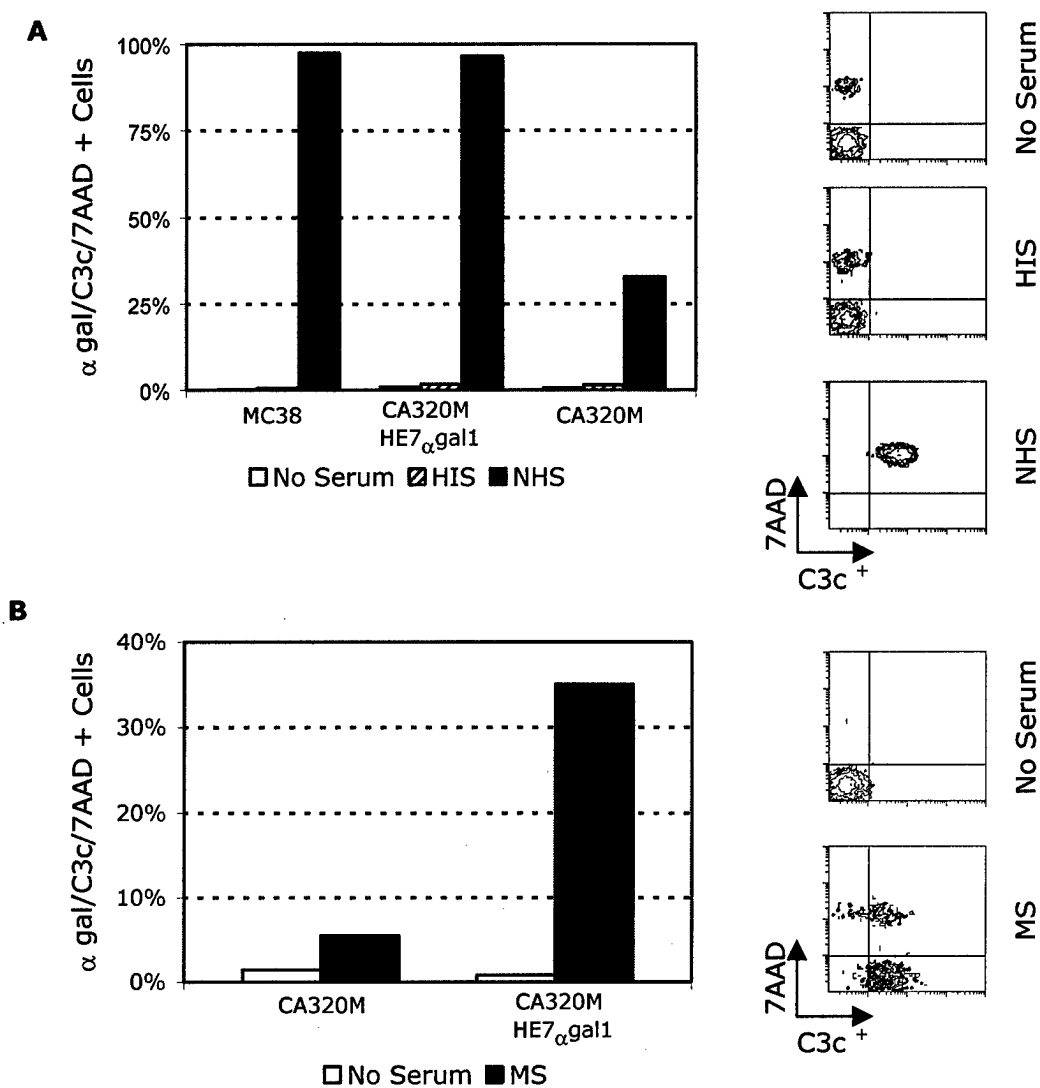 A
α gal/C3c/7AAD + Cells
100%
75%
50%
25%
0%
MC38
CA320M
HE7αgal1
CA320M
No Serum HIS NHS
No Serum
HIS
NHS
7AAD
C3c +
B
α gal/C3c/7AAD + Cells
40%
30%
20%
10%
0%
CA320M
CA320M
HE7αgal1
No Serum MS
No Serum
MS
7AAD
C3c +